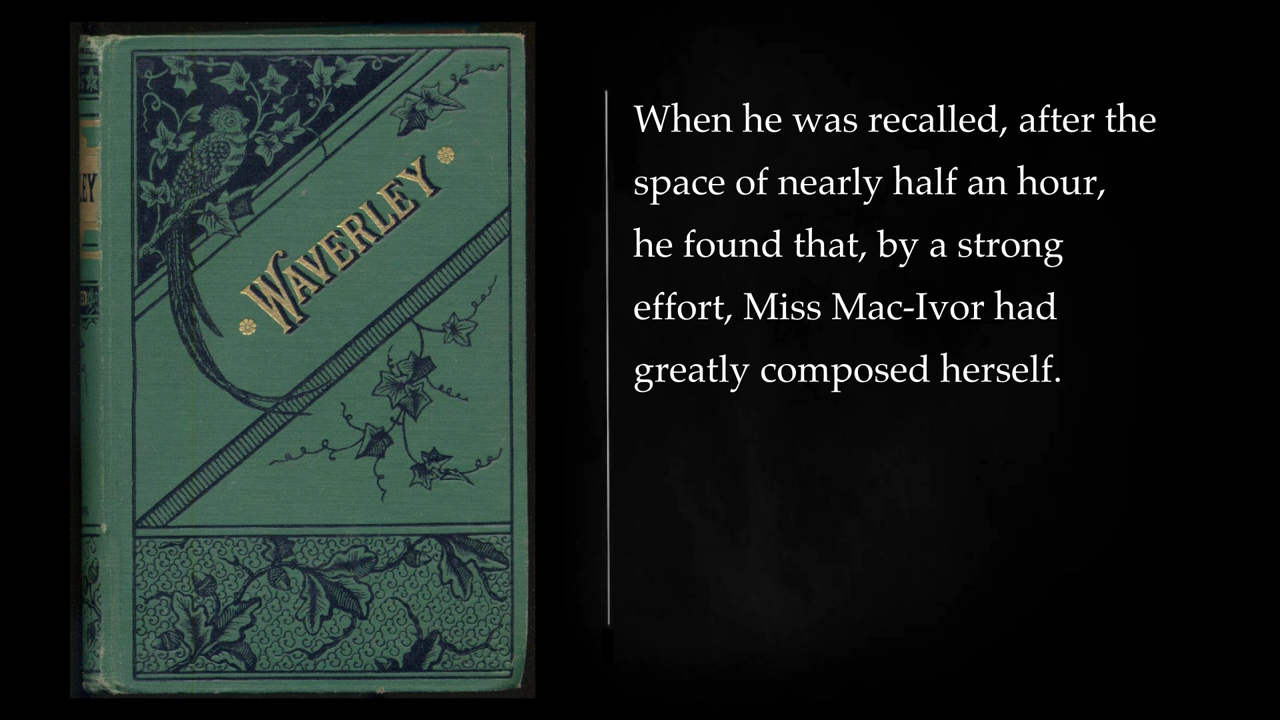 WAVERLEY
When he was recalled, after the
space of nearly half an hour,
he found that, by a strong
effort, Miss Mac-Ivor had
greatly composed herself.